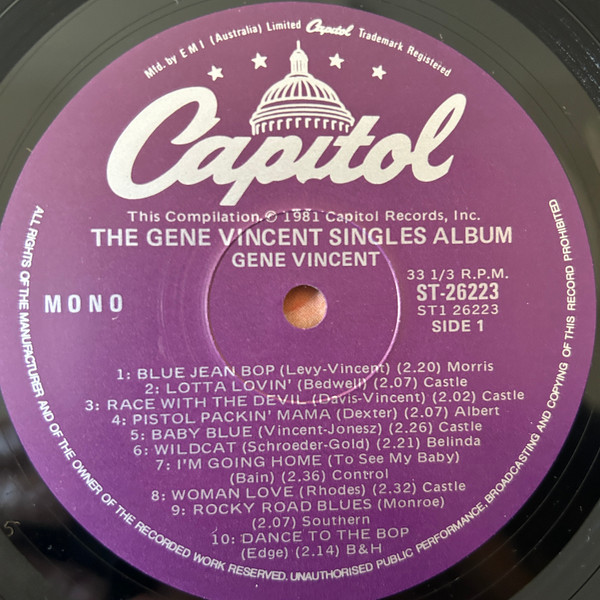 Mfd. by E M I (Australia) Limited Capitol Trademark Registered
Capitol
This Compilation ℗ 1981 Capitol Records, Inc.
THE GENE VINCENT SINGLES ALBUM
GENE VINCENT
33 1/3 R.P.M.
MONO
ST-26223
ST1 26223
SIDE 1
1: BLUE JEAN BOP (Levy-Vincent) (2.20) Morris
2: LOTTA LOVIN' (Bedwell) (2.07) Castle
3: RACE WITH THE DEVIL (Davis-Vincent) (2.02) Castle
4: PISTOL PACKIN' MAMA (Dexter) (2.07) Albert
5: BABY BLUE (Vincent-Jonesz) (2.26) Castle
6: WILDCAT (Schroeder-Gold) (2.21) Belinda
7: I'M GOING HOME (To See My Baby)
(Bain) (2.36) Control
8: WOMAN LOVE (Rhodes) (2.32) Castle
9: ROCKY ROAD BLUES (Monroe)
(2.07) Southern
10: DANCE TO THE BOP
(Edge) (2.14) B&H
ALL RIGHTS OF THE MANUFACTURER AND OF THE OWNER OF THE RECORDED WORK RESERVED. UNAUTHORISED PUBLIC PERFORMANCE, BROADCASTING AND COPYING OF THIS RECORD PROHIBITED